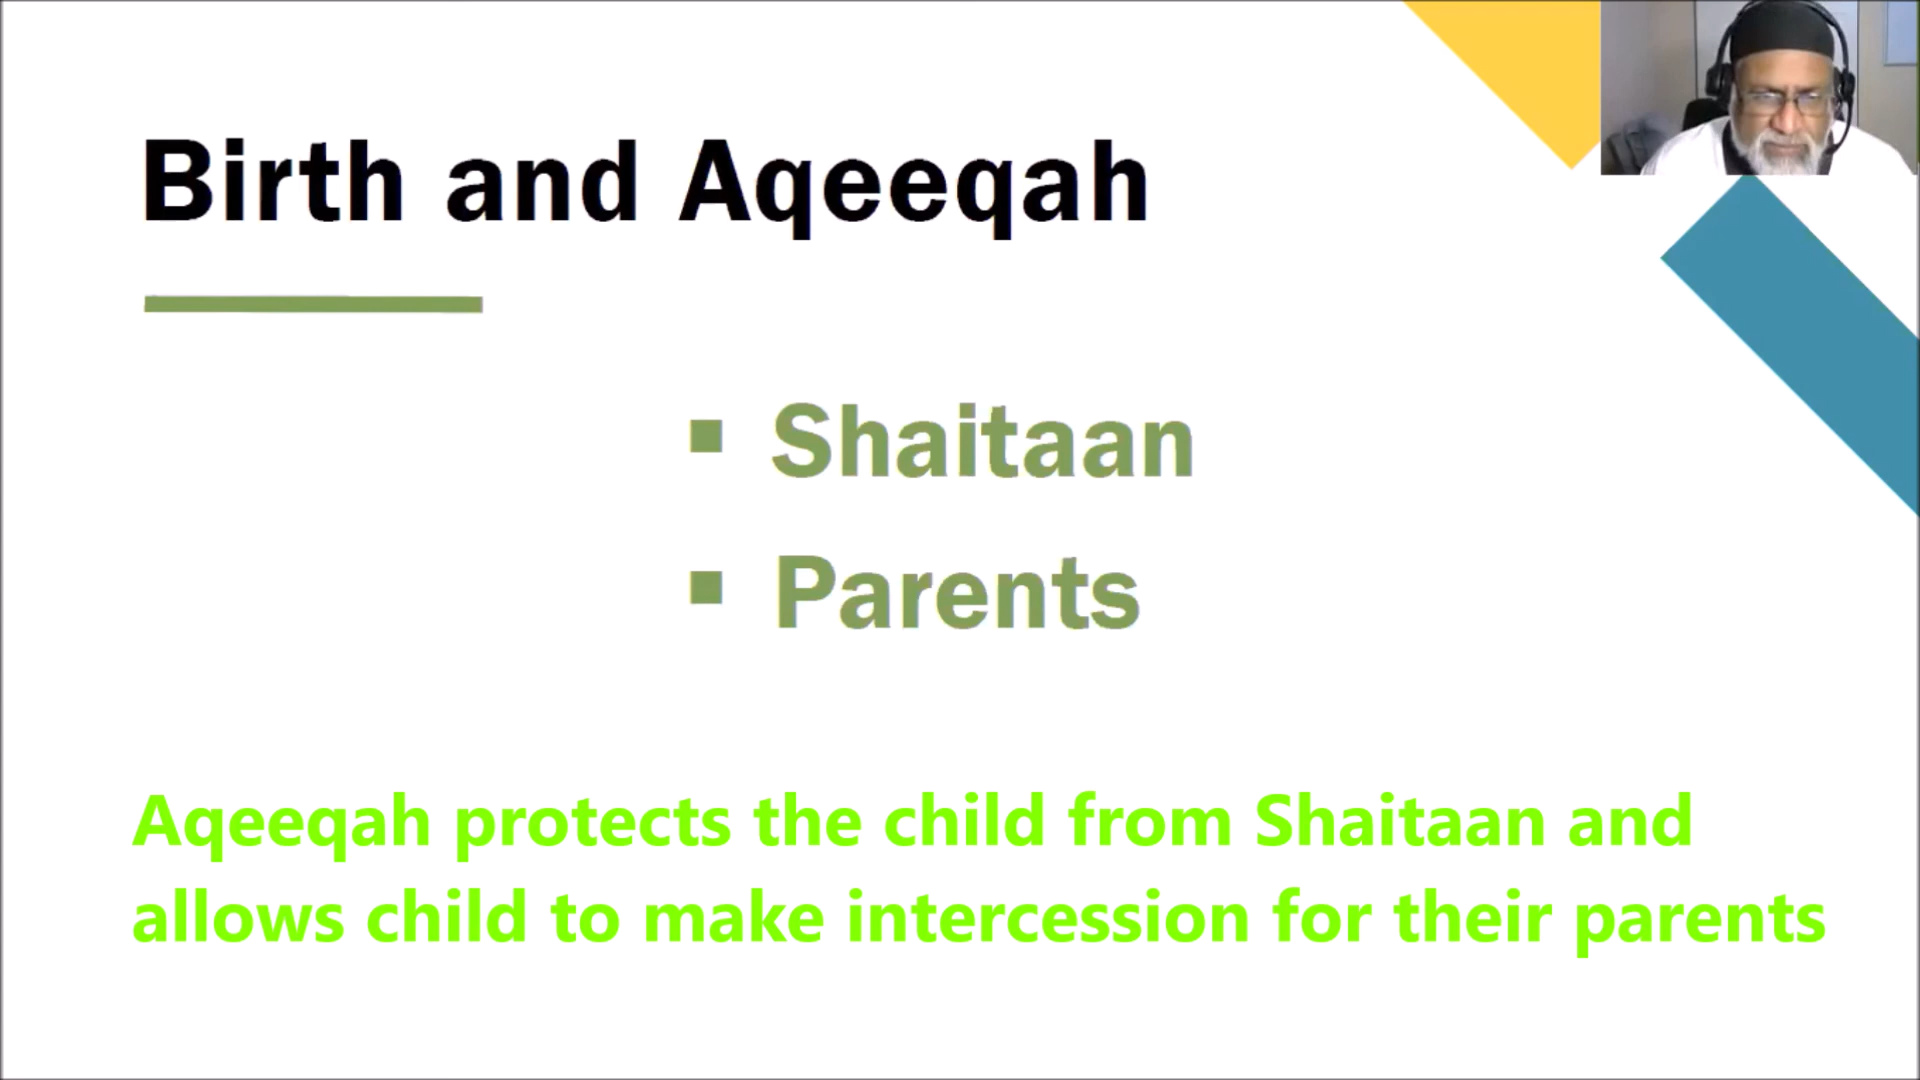 Birth and Aqeeqah
▪ Shaitaan
▪ Parents
Aqeeqah protects the child from Shaitaan and
allows child to make intercession for their parents